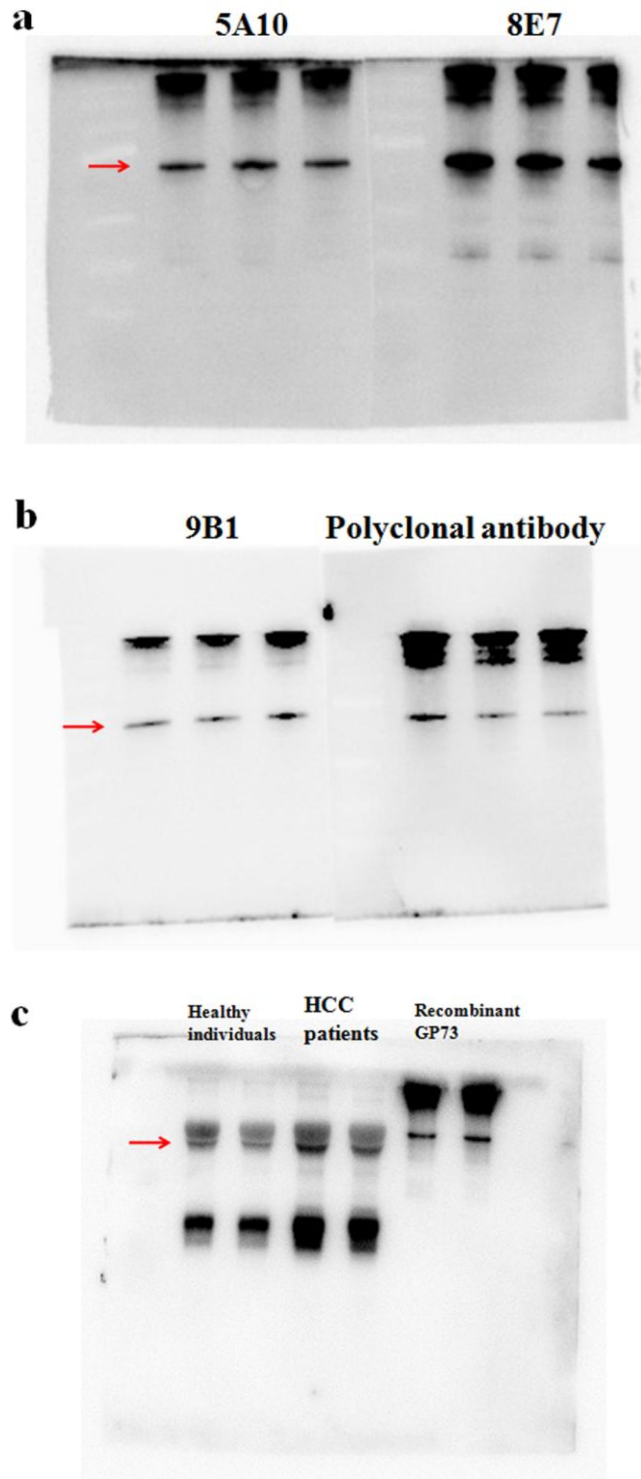 a
5A10 8E7
b
9B1 Polyclonal antibody
c
Healthy
individuals
HCC
patients
Recombinant
GP73